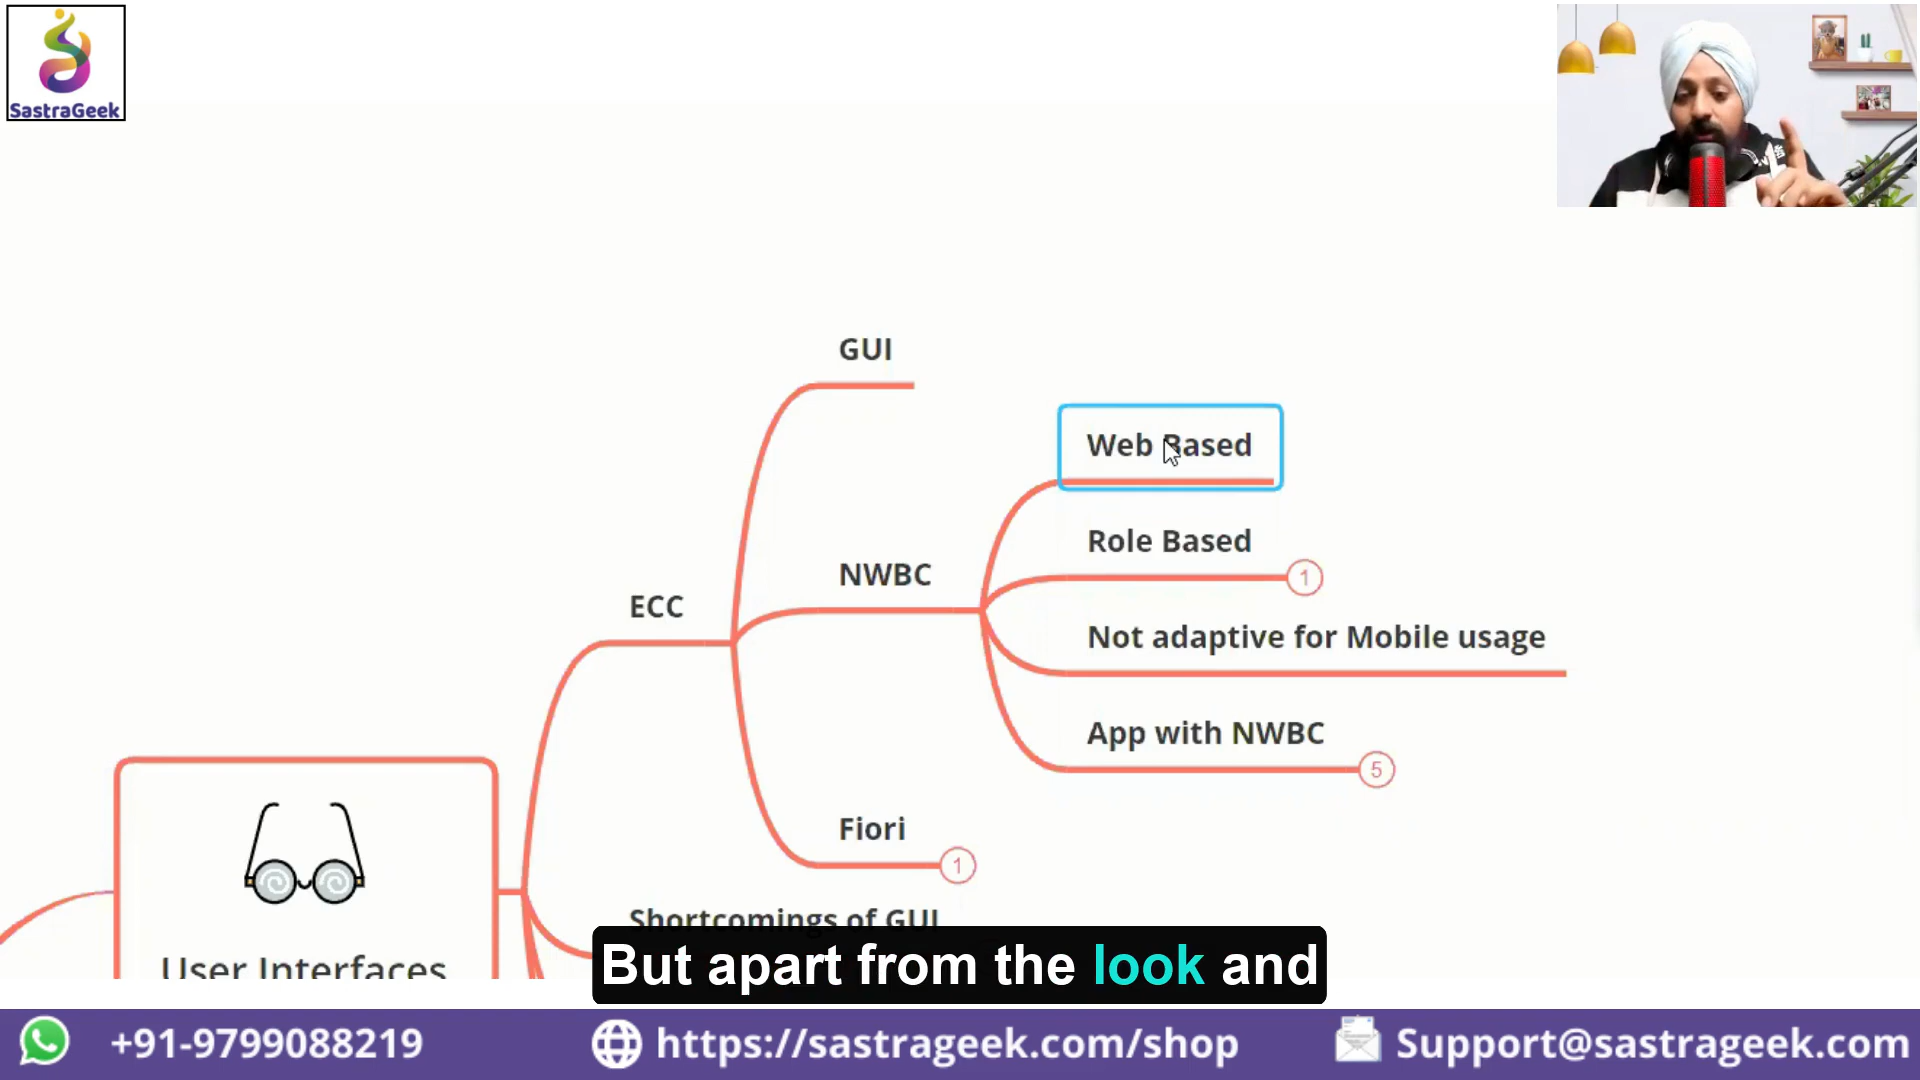 SastraGeek
GUI
Web Based
Role Based
1
NWBC
ECC
Not adaptive for Mobile usage
App with NWBC
5
Fiori
1
Shortcomings of GUI
User Interfaces
But apart from the look and
+91-9799088219
https://sastrageek.com/shop
Support@sastrageek.com